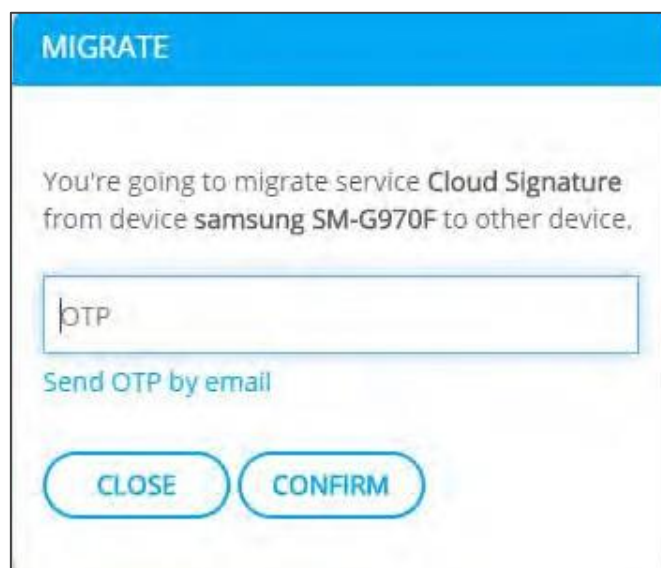 MIGRATE
You're going to migrate service Cloud Signature
from device samsung SM-G970F to other device.
OTP
Send OTP by email
CLOSE
CONFIRM